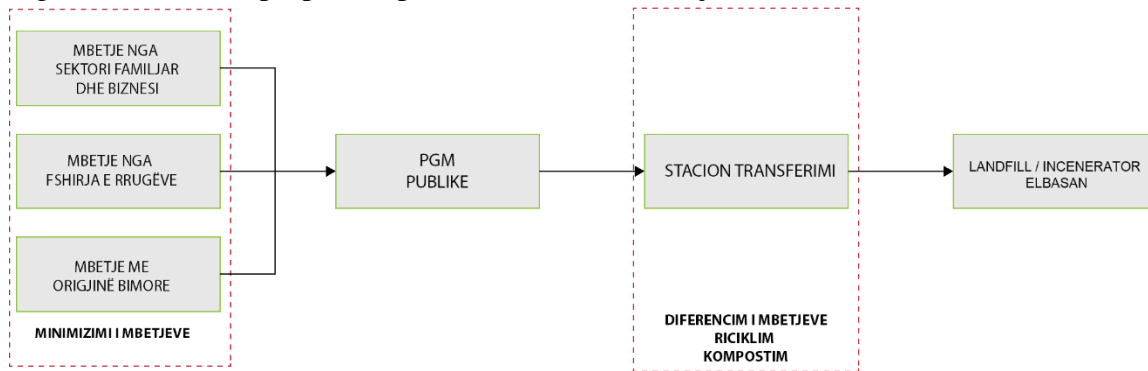 MBETJE NGA
SEKTORI FAMILJAR
DHE BIZNESI
MBETJE NGA
FSHIRJA E RRUGËVE
MBETJE ME
ORIGJINË BIMORE
MINIMIZIMI I MBETJEVE
PGM
PUBLIKE
STACION TRANSFERIMI
DIFERENCIM I MBETJEVE
RICIKLIM
KOMPOSTIM
LANDFILL / INCENERATOR
ELBASAN